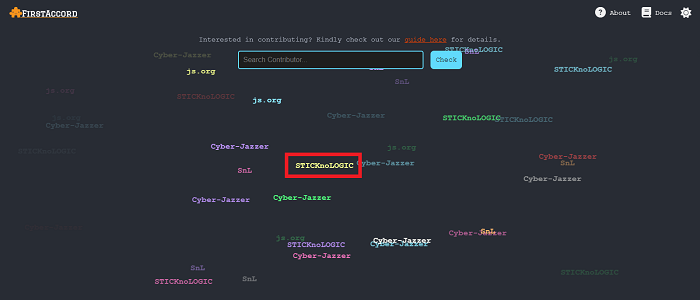 FirstAccord
About
Docs
Interested in contributing? Kindly check out our guide here for details.
STICKnoLOGIC
SnL
Cyber-Jazzer
js.org
Search Contributor...
Check
js.org
STICKnoLOGIC
SnL
js.org
STICKnoLOGIC
js.org
Cyber-Jazzer
STICKnoLOGIC
STICKnoLOGIC
js.org
Cyber-Jazzer
Cyber-Jazzer
js.org
STICKnoLOGIC
Cyber-Jazzer
Cyber-Jazzer
SnL
STICKnoLOGIC
SnL
Cyber-Jazzer
Cyber-Jazzer
Cyber-Jazzer
SnL
Cyber-Jazzer
js.org
Cyber-Jazzer
STICKnoLOGIC
Cyber-Jazzer
Cyber-Jazzer
SnL
STICKnoLOGIC
STICKnoLOGIC
SnL